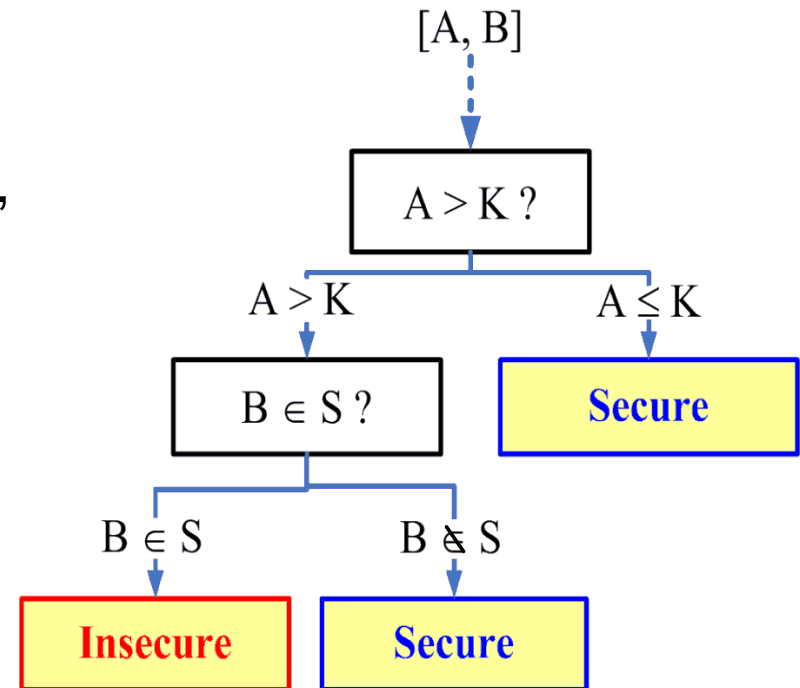 [A, B]
,
A > K ?
A > K
A ≤ K
B ∈ S ?
Secure
B ∈ S
B ∉ S
Insecure
Secure